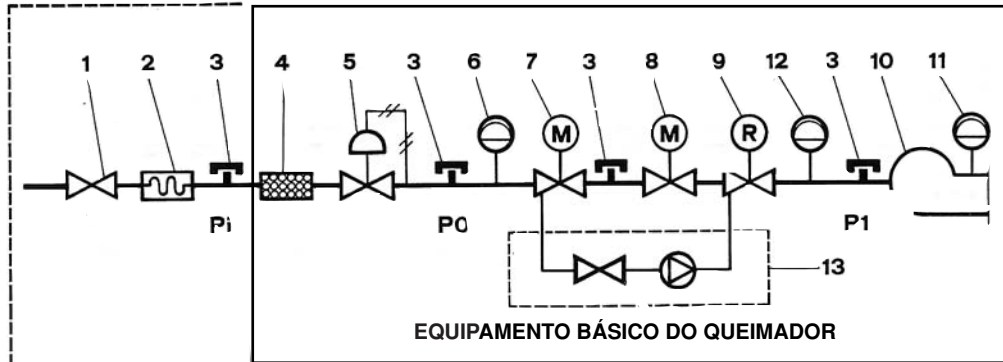 1 2 3 4 5 3 6 7 3 8 9 12 3 10 11
M M R
Pi P0 P1
13
EQUIPAMENTO BÁSICO DO QUEIMADOR